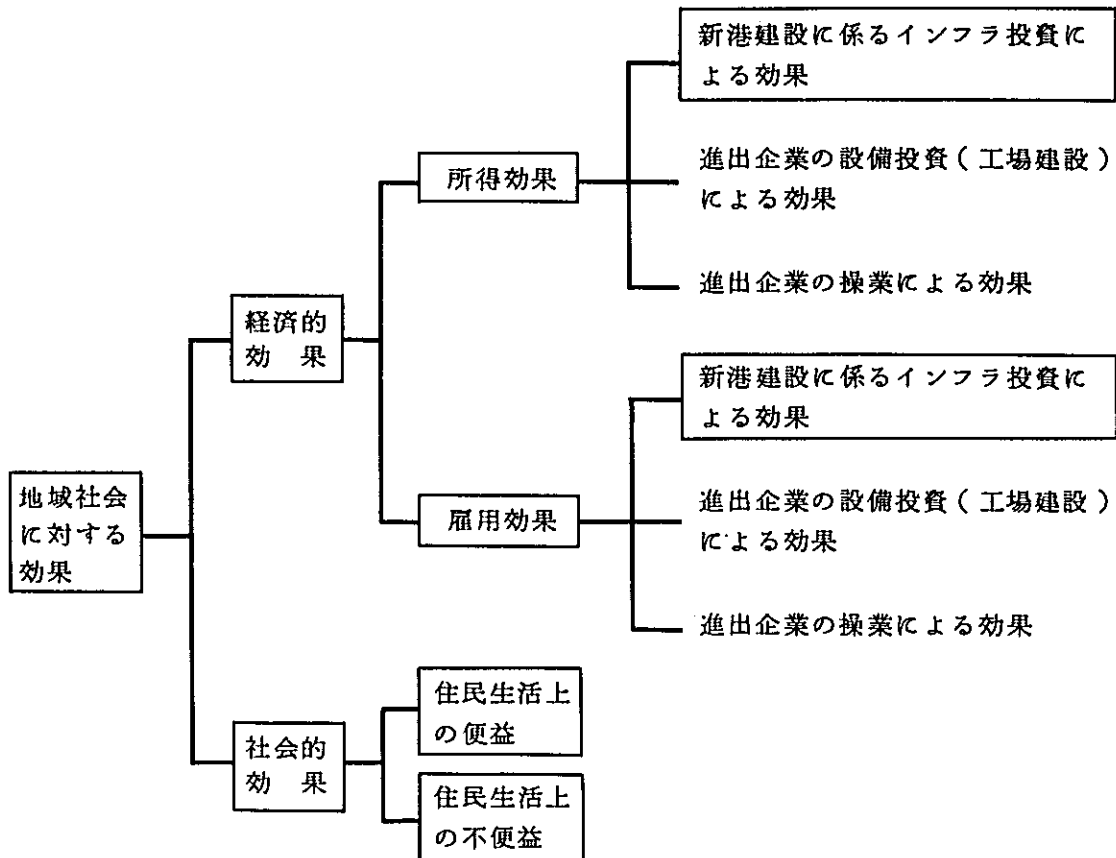 新港建設に係るインフラ投資に
よる効果
所得効果
進出企業の設備投資(工場建設)
による効果
進出企業の操業による効果
経済的
効果
新港建設に係るインフラ投資に
よる効果
地域社会
に対する
効果
雇用効果
進出企業の設備投資(工場建設)
による効果
進出企業の操業による効果
住民生活上
の便益
社会的
効果
住民生活上
の不便益